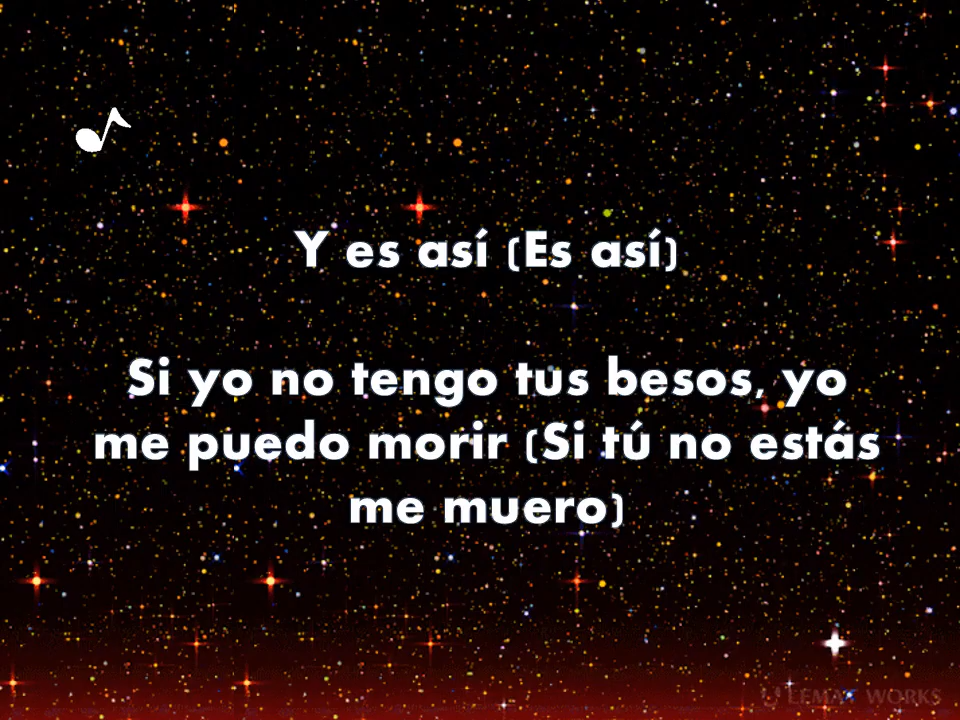 Y es así (Es así)
Si yo no tengo tus besos, yo
me puedo morir (Si tú no estás
me muero)
WORKS